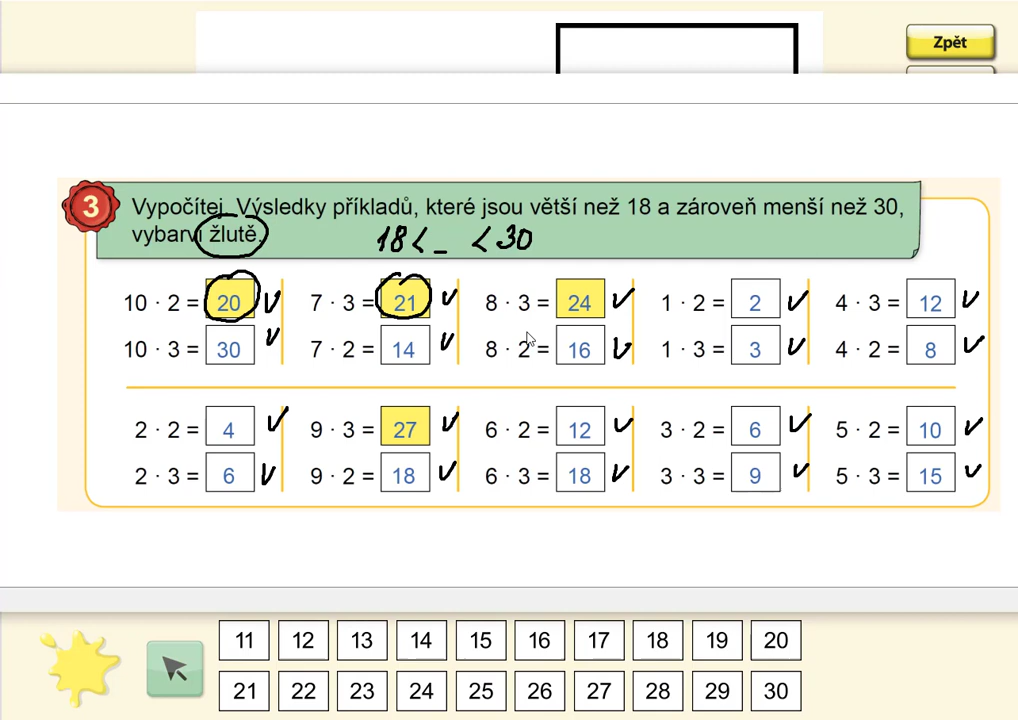 Zpět
3 Vypočítej. Výsledky příkladů, které jsou větší než 18 a zároveň menší než 30,
vybarvi žlutě.
18 < _ < 30
10 · 2 = 20 7 · 3 = 21 8 · 3 = 24 1 · 2 = 2 4 · 3 = 12
10 · 3 = 30 7 · 2 = 14 8 · 2 = 16 1 · 3 = 3 4 · 2 = 8
2 · 2 = 4 9 · 3 = 27 6 · 2 = 12 3 · 2 = 6 5 · 2 = 10
2 · 3 = 6 9 · 2 = 18 6 · 3 = 18 3 · 3 = 9 5 · 3 = 15
11 12 13 14 15 16 17 18 19 20
21 22 23 24 25 26 27 28 29 30